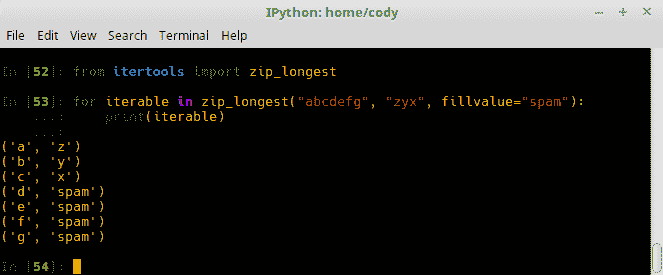 IPython: home/cody
File Edit View Search Terminal Help
In [52]: from itertools import zip_longest
In [53]: for iterable in zip_longest("abcdefg", "zyx", fillvalue="spam"):
...: print(iterable)
...:
('a', 'z')
('b', 'y')
('c', 'x')
('d', 'spam')
('e', 'spam')
('f', 'spam')
('g', 'spam')
In [54]: